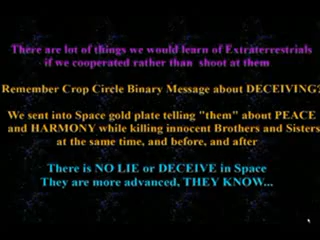 There are lot of things we would learn of Extraterrestrials
if we cooperated rather than shoot at them
Remember Crop Circle Binary Message about DECEIVING?
We sent into Space gold plate telling "them" about PEACE
and HARMONY while killing innocent Brothers and Sisters
at the same time, and before, and after
There is NO LIE or DECEIVE in Space
They are more advanced, THEY KNOW...